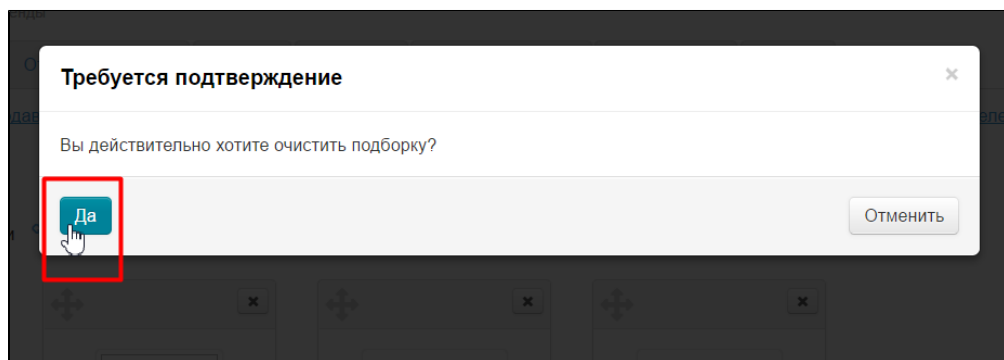 Требуется подтверждение
×
Вы действительно хотите очистить подборку?
Да
Отменить